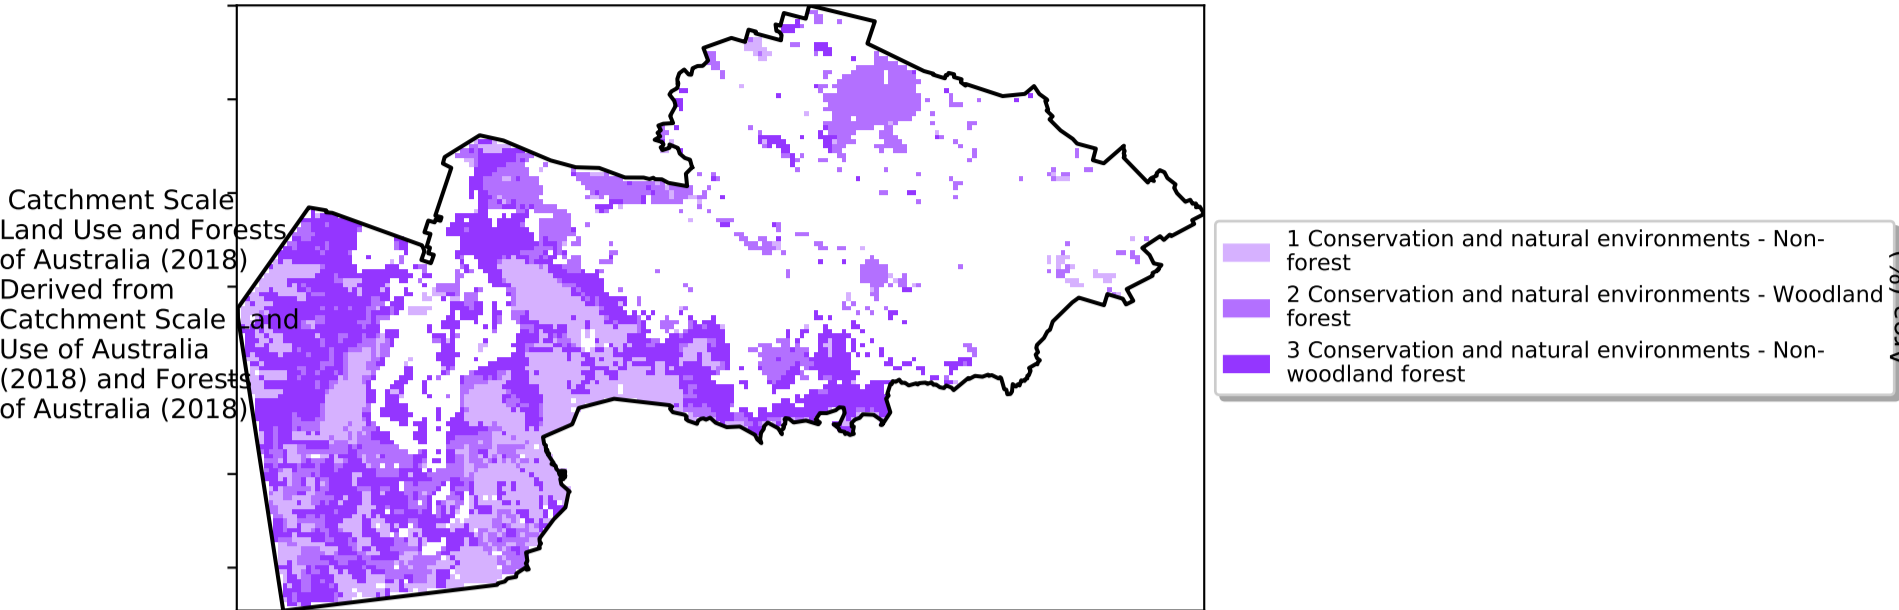 Catchment Scale
Land Use and Forests
of Australia (2018)
Derived from
Catchment Scale Land
Use of Australia
(2018) and Forests
of Australia (2018)
1 Conservation and natural environments - Non-
forest
2 Conservation and natural environments - Woodland
forest
3 Conservation and natural environments - Non-
woodland forest